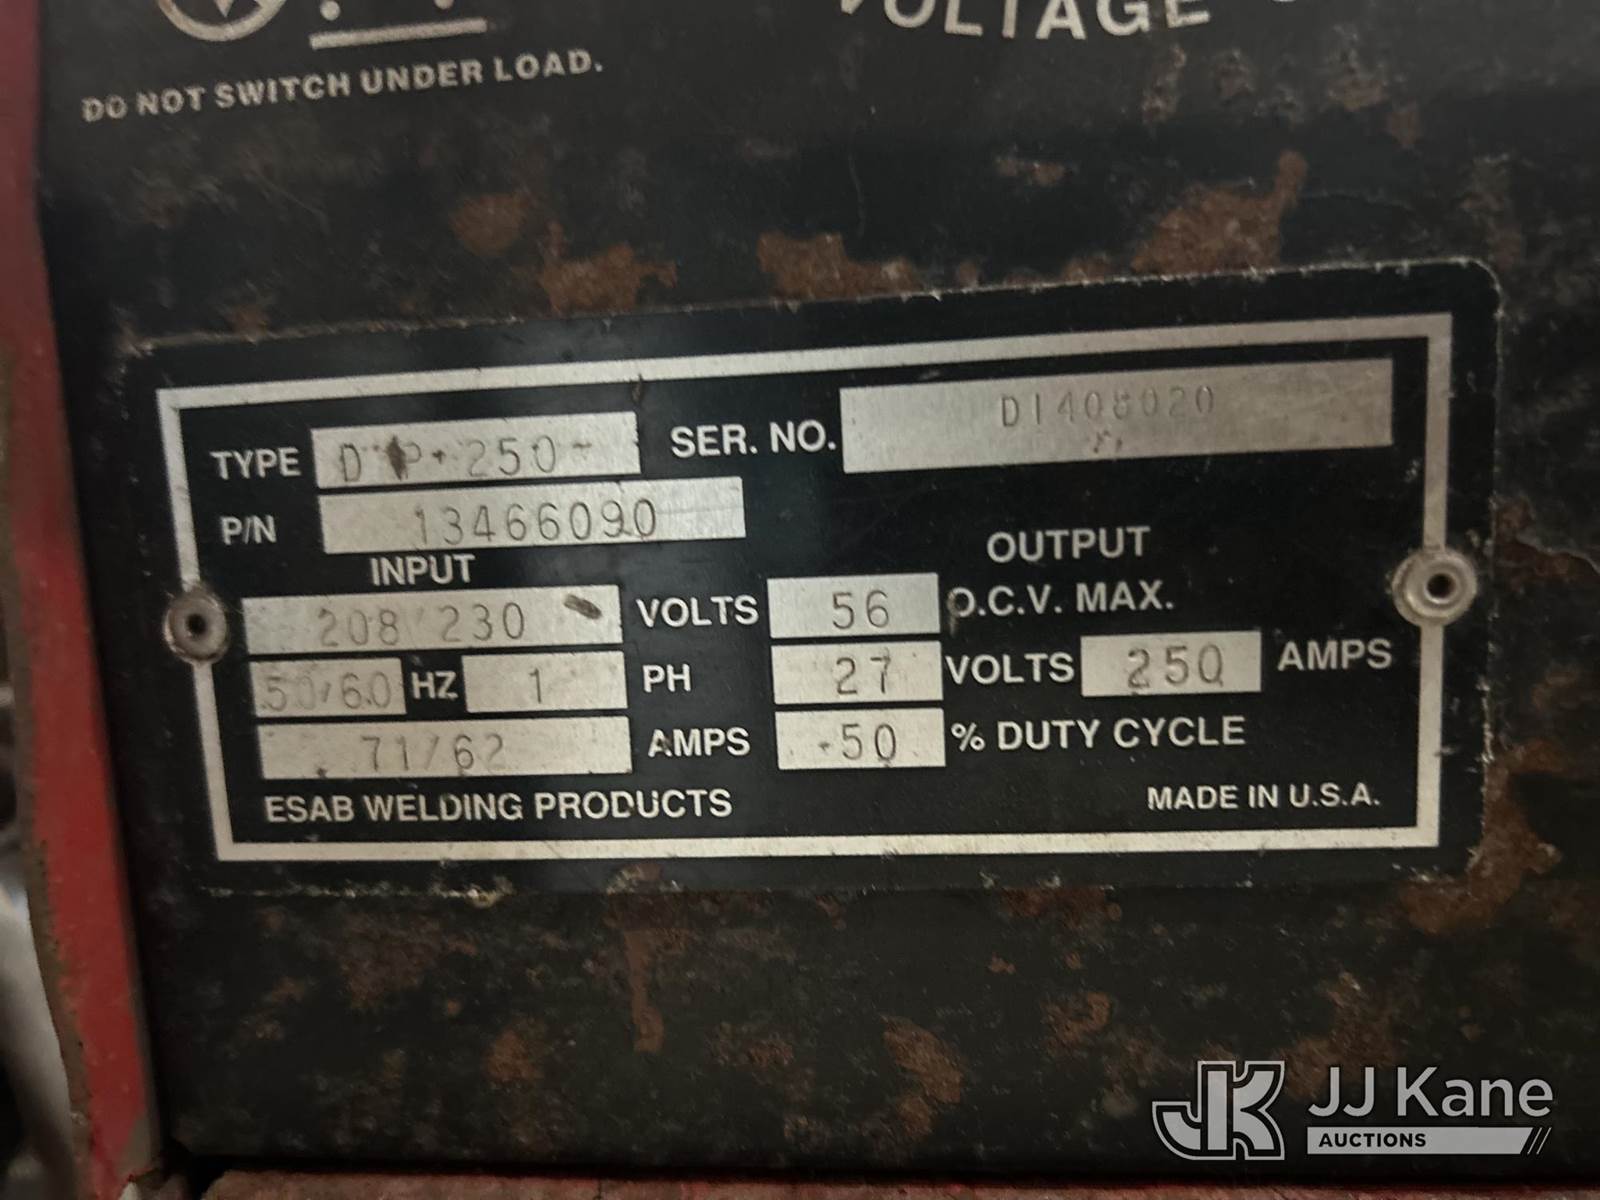 VOLTAGE
DO NOT SWITCH UNDER LOAD.
TYPE 250 SER. NO. DI408020
P/N 13466090
INPUT OUTPUT
208/230 VOLTS 56 O.C.V. MAX.
50/60 HZ 1 PH 27 VOLTS 250 AMPS
71/62 AMPS 50 % DUTY CYCLE
ESAB WELDING PRODUCTS MADE IN U.S.A.
JJ Kane
AUCTIONS